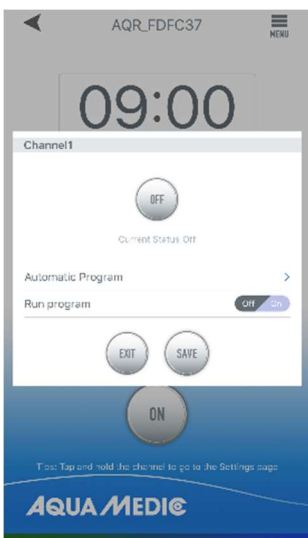 AQR_FDFC37
MENU
09:00
Channel1
OFF
Current Status Off
Automatic Program
Run program
Off On
EXIT SAVE
ON
Tips: Tap and hold the channel to go to the Settings page
AQUA MEDIC